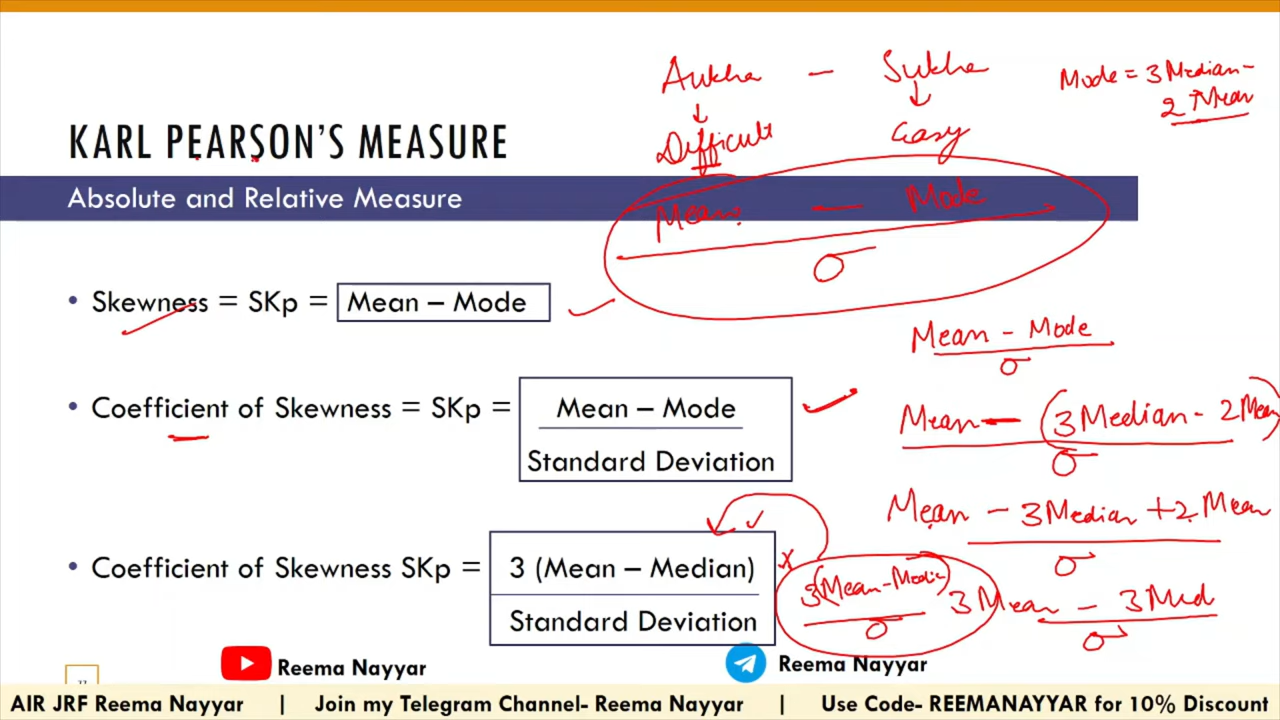 Aukha – Sukha
Difficult Easy
Mode = 3 Median –
2 Mean
KARL PEARSON'S MEASURE
Absolute and Relative Measure
Mean – Mode
σ
• Skewness = SKp = Mean – Mode
Mean – Mode
σ
• Coefficient of Skewness = SKp = Mean – Mode
Standard Deviation
Mean – (3 Median - 2 Mean)
σ
Mean – 3 Median + 2 Mean
σ
• Coefficient of Skewness SKp = 3 (Mean – Median)
Standard Deviation
3 Mean – 3 Med
σ
3(Mean - Media)
σ
Reema Nayyar
Reema Nayyar
AIR JRF Reema Nayyar | Join my Telegram Channel- Reema Nayyar | Use Code- REEMANAYYAR for 10% Discount